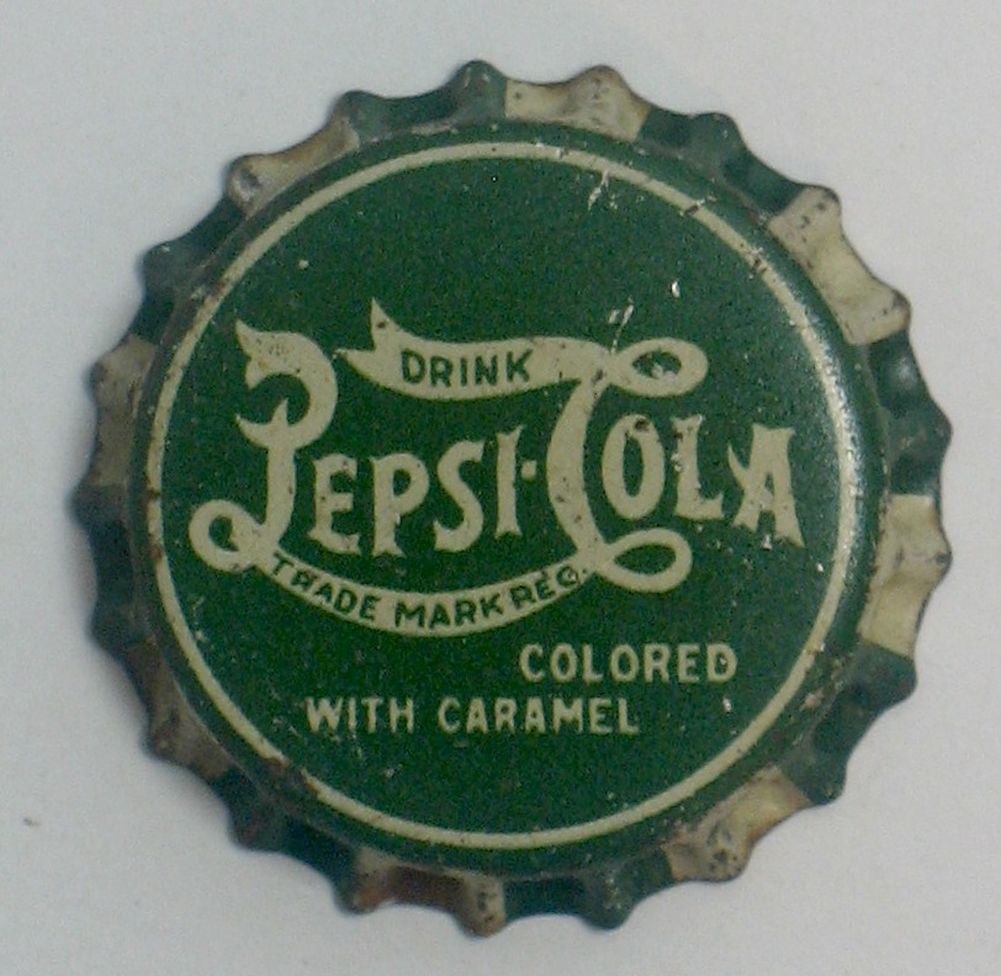 DRINK
PEPSI-COLA
TRADE MARK REG.
COLORED
WITH CARAMEL